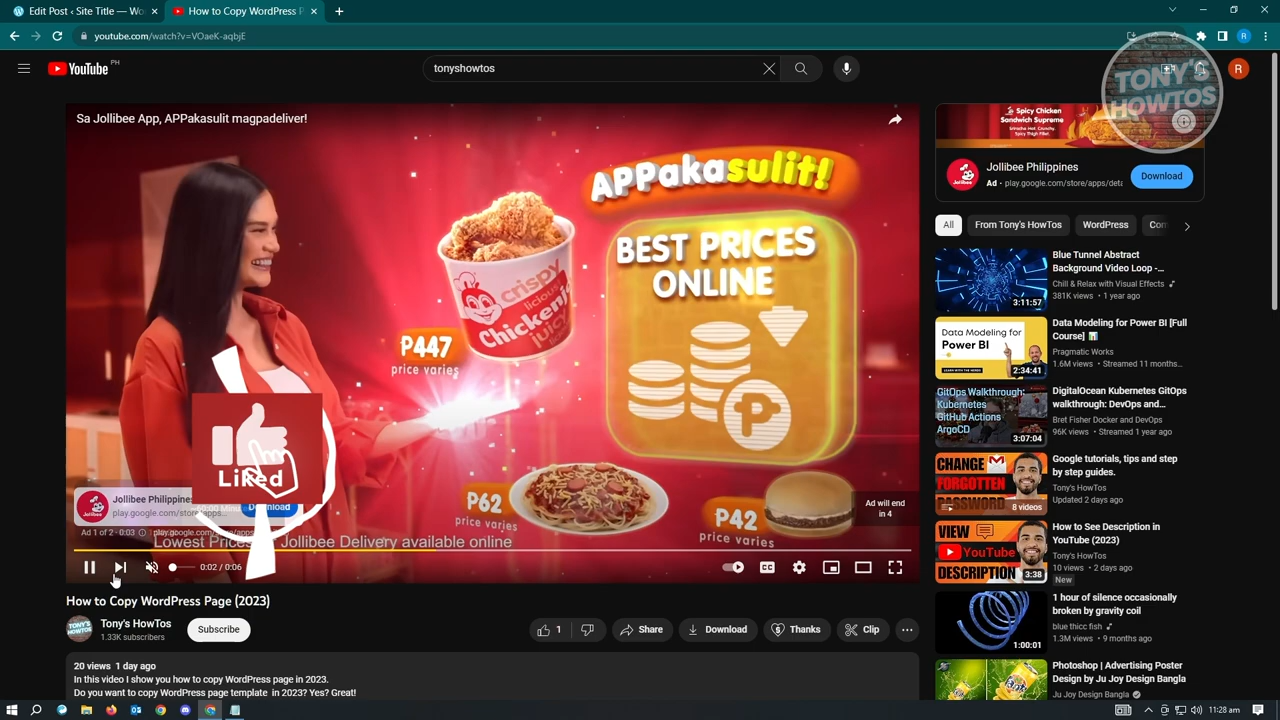 Edit Post ‹ Site Title — Wo
How to Copy WordPress P
youtube.com/watch?v=VOaeK-aqbjE
R
YouTube
PH
tonyshowtos
R
TONY'S
HOWTOS
Sa Jollibee App, APPakasulit magpadeliver!
APPakasulit!
BEST PRICES
ONLINE
crispy
licious
juicy
Chickenj
₱447
price varies
₱62
price varies
₱42
price varies
Liked
Jollibee Philippines
play.google.com/store/apps...
Download
Ad will end
in 4
Ad 1 of 2 · 0:03
Lowest Prices
Jollibee Delivery available online
0:02 / 0:06
How to Copy WordPress Page (2023)
Tony's HowTos
1.33K subscribers
Subscribe
1
Share
Download
Thanks
Clip
20 views 1 day ago
In this video I show you how to copy WordPress page in 2023.
Do you want to copy WordPress page template in 2023? Yes? Great!
Spicy Chicken
Sandwich Supreme
Jollibee Philippines
Ad · play.google.com/store/apps/deta
Download
All
From Tony's HowTos
WordPress
Con
Blue Tunnel Abstract
Background Video Loop -...
Chill & Relax with Visual Effects
381K views • 1 year ago
3:11:57
Data Modeling for
Power BI
Data Modeling for Power BI [Full
Course]
Pragmatic Works
1.6M views • Streamed 11 months...
2:34:41
GitOps Walkthrough:
Kubernetes
GitHub Actions
ArgoCD
3:07:04
DigitalOcean Kubernetes GitOps
walkthrough: DevOps and...
Bret Fisher Docker and DevOps
96K views • Streamed 1 year ago
CHANGE
FORGOTTEN
PASSWORD
8 videos
Google tutorials, tips and step
by step guides.
Tony's HowTos
Updated 2 days ago
VIEW
YouTube
DESCRIPTION
3:38
How to See Description in
YouTube (2023)
Tony's HowTos
10 views • 2 days ago
New
1:00:01
1 hour of silence occasionally
broken by gravity coil
blue thicc fish
1.3M views • 9 months ago
Photoshop | Advertising Poster
Design by Ju Joy Design Bangla
Ju Joy Design Bangla
11:28 am